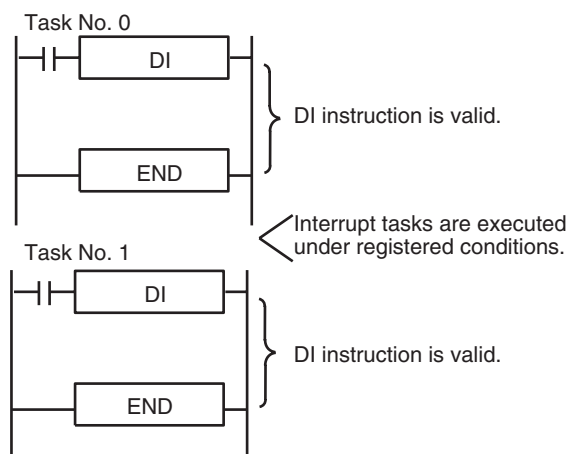 Task No. 0
DI
DI instruction is valid.
END
Interrupt tasks are executed
under registered conditions.
Task No. 1
DI
DI instruction is valid.
END